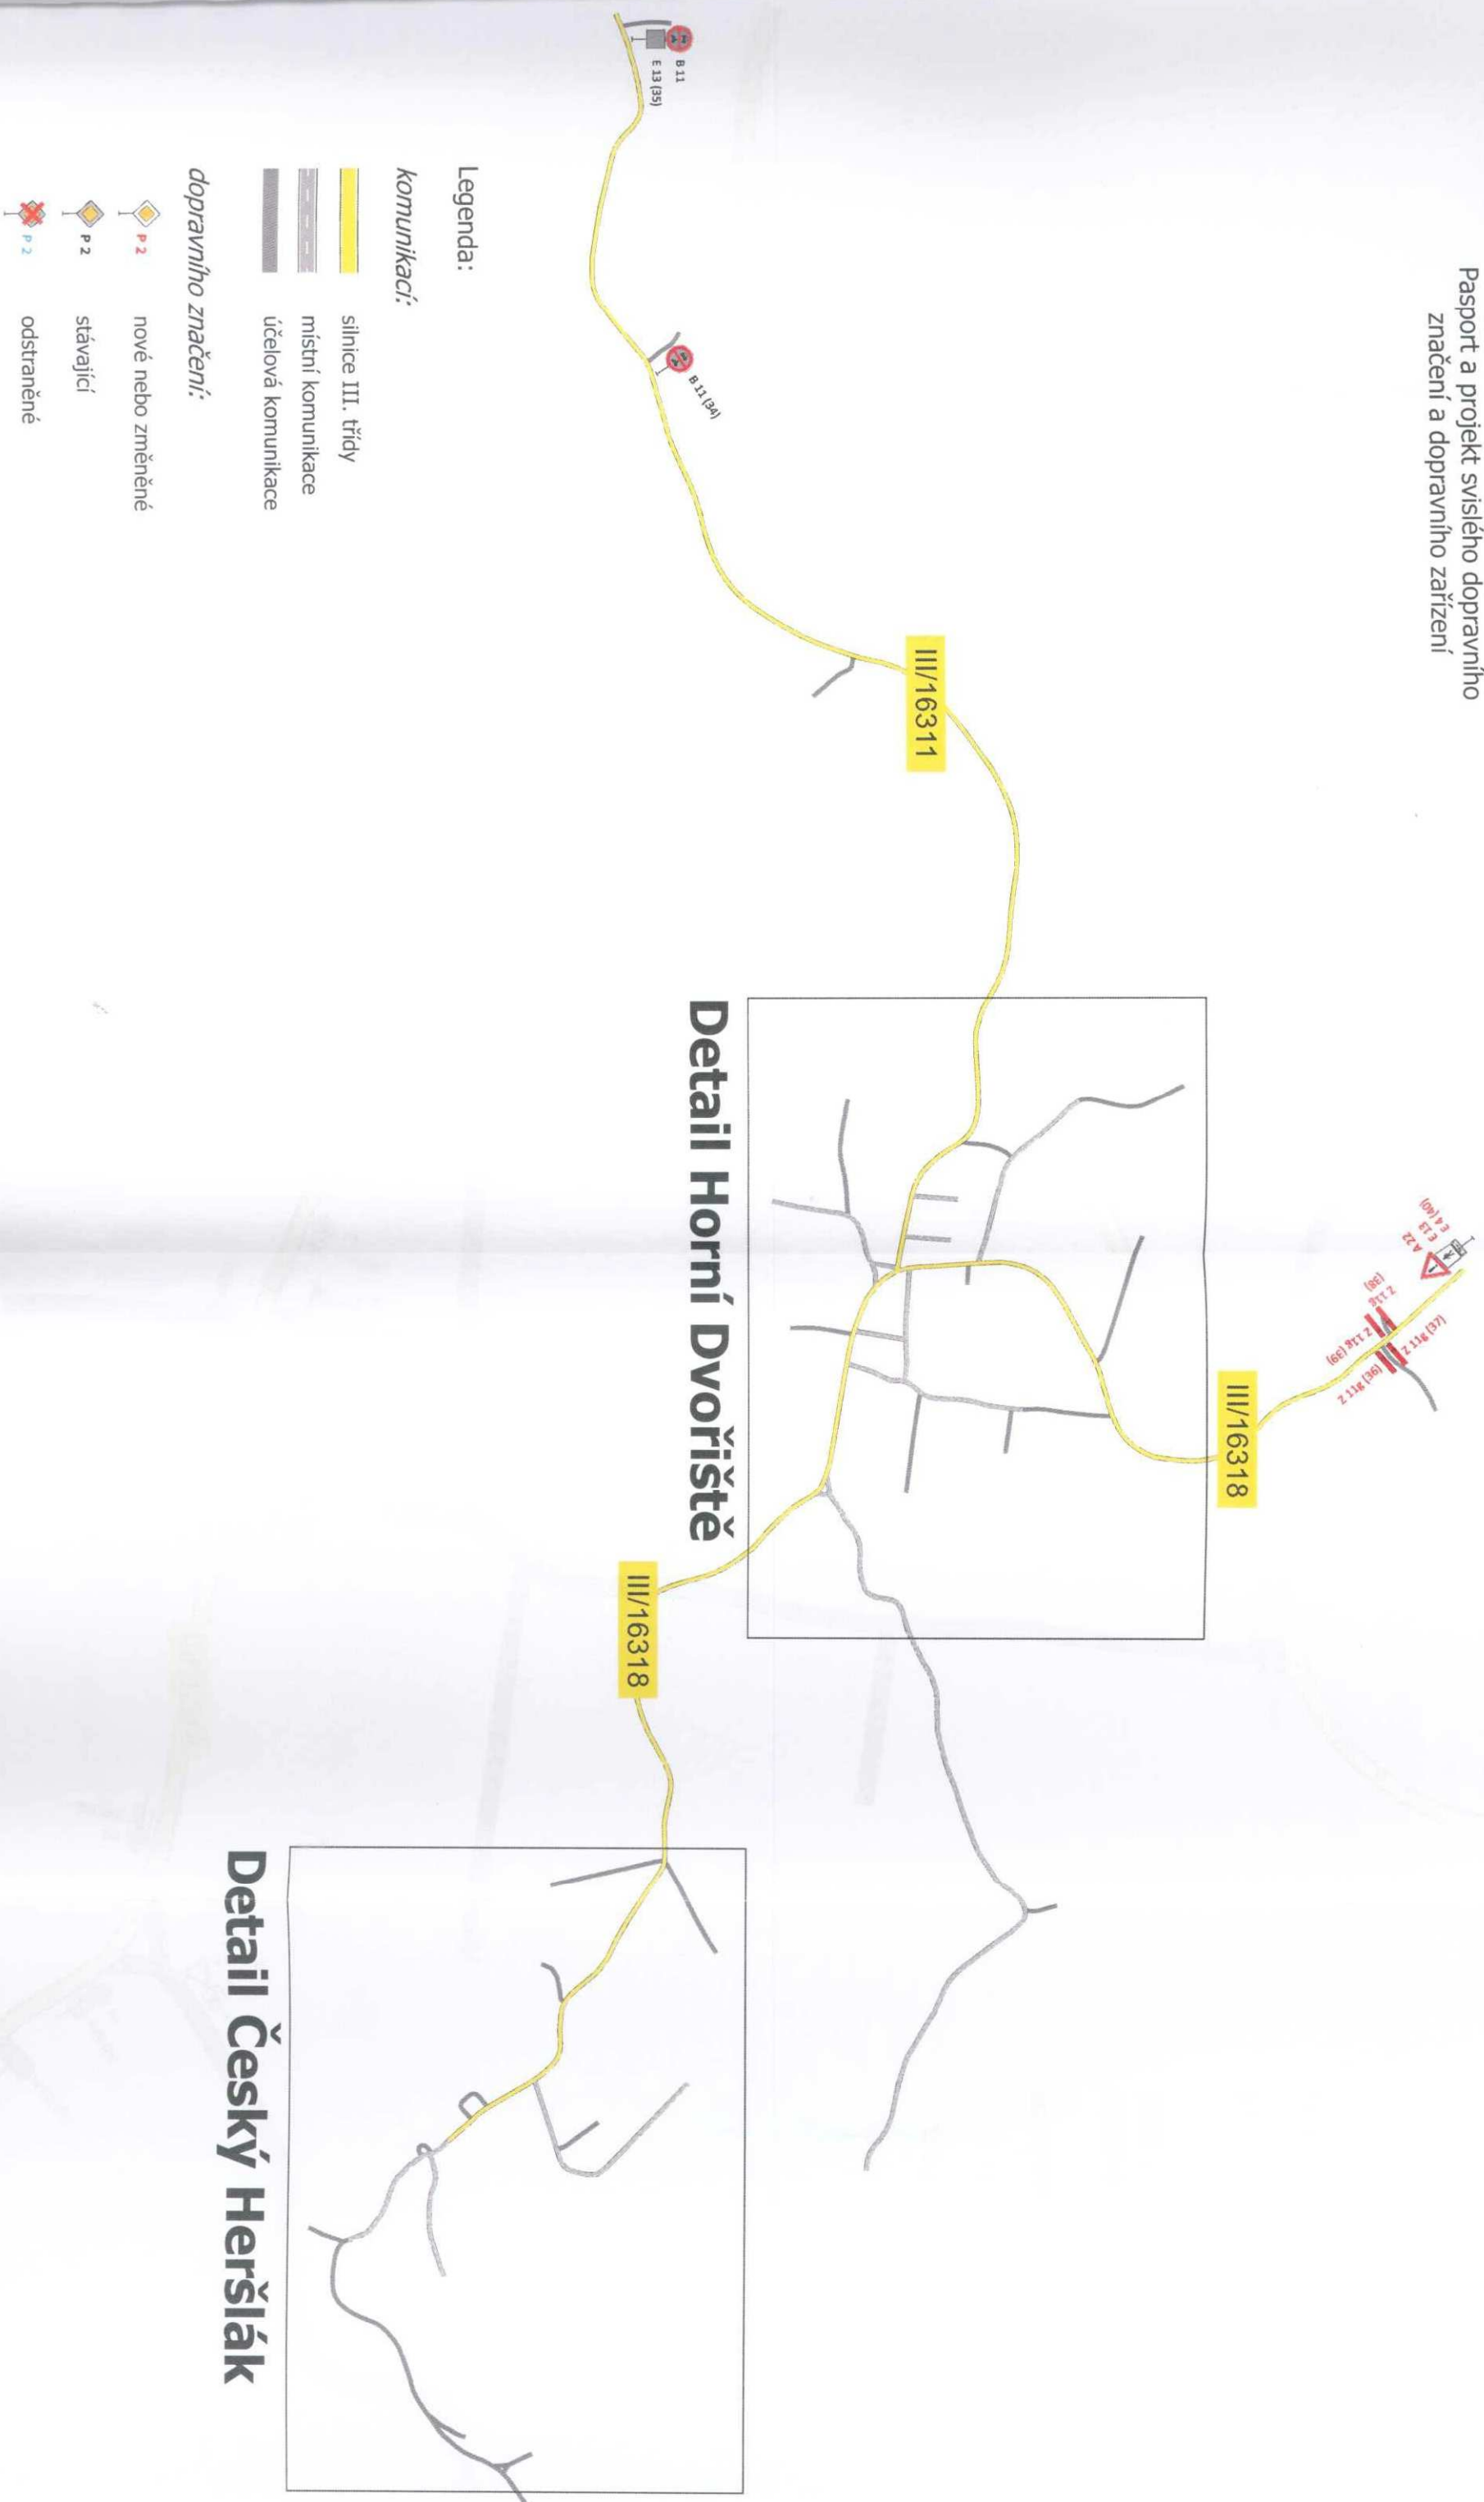 Pasport a projekt svislého dopravního
značení a dopravního zařízení
E 4 (40)
E 13
A 22
Z 11g
(38)
Z 11g (37)
Z 11g (39)
Z 11g (36)
III/16318
III/16311
B 11
E 13 (35)
B 11 (34)
Detail Horní Dvořiště
III/16318
Detail Český Heršlák
Legenda:
komunikací:
silnice III. třídy
místní komunikace
účelová komunikace
dopravního značení:
P 2 nové nebo změněné
P 2 stávající
P 2 odstraněné